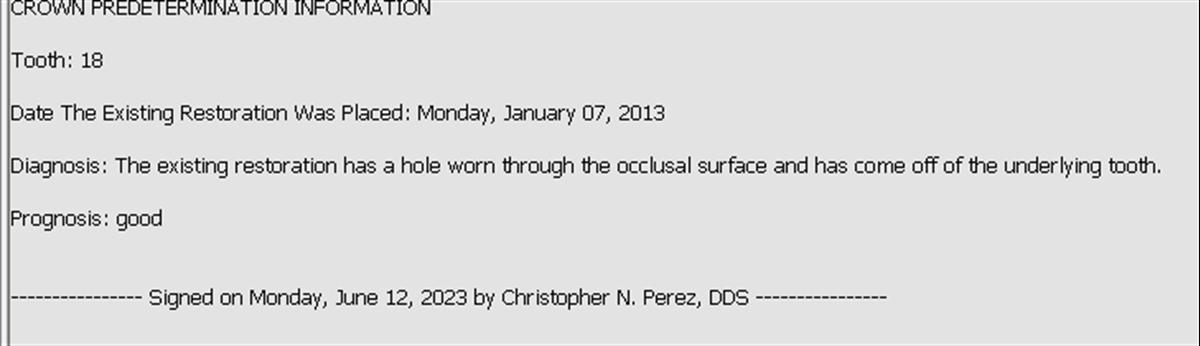 CROWN PREDETERMINATION INFORMATION
Tooth: 18
Date The Existing Restoration Was Placed: Monday, January 07, 2013
Diagnosis: The existing restoration has a hole worn through the occlusal surface and has come off of the underlying tooth.
Prognosis: good
---------------- Signed on Monday, June 12, 2023 by Christopher N. Perez, DDS ----------------